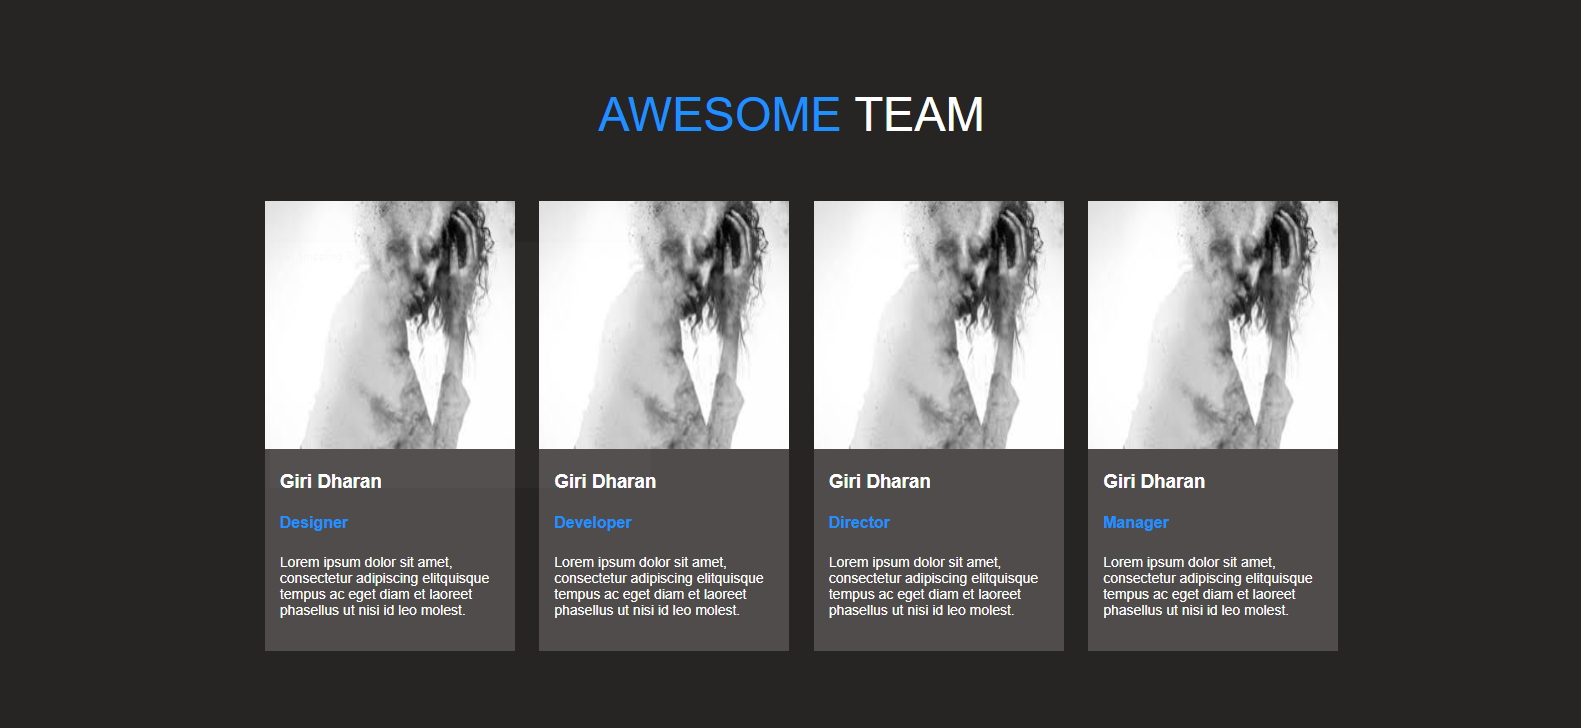 AWESOME TEAM
Giri Dharan
Designer
Lorem ipsum dolor sit amet,
consectetur adipiscing elitquisque
tempus ac eget diam et laoreet
phasellus ut nisi id leo molest.
Giri Dharan
Developer
Lorem ipsum dolor sit amet,
consectetur adipiscing elitquisque
tempus ac eget diam et laoreet
phasellus ut nisi id leo molest.
Giri Dharan
Director
Lorem ipsum dolor sit amet,
consectetur adipiscing elitquisque
tempus ac eget diam et laoreet
phasellus ut nisi id leo molest.
Giri Dharan
Manager
Lorem ipsum dolor sit amet,
consectetur adipiscing elitquisque
tempus ac eget diam et laoreet
phasellus ut nisi id leo molest.